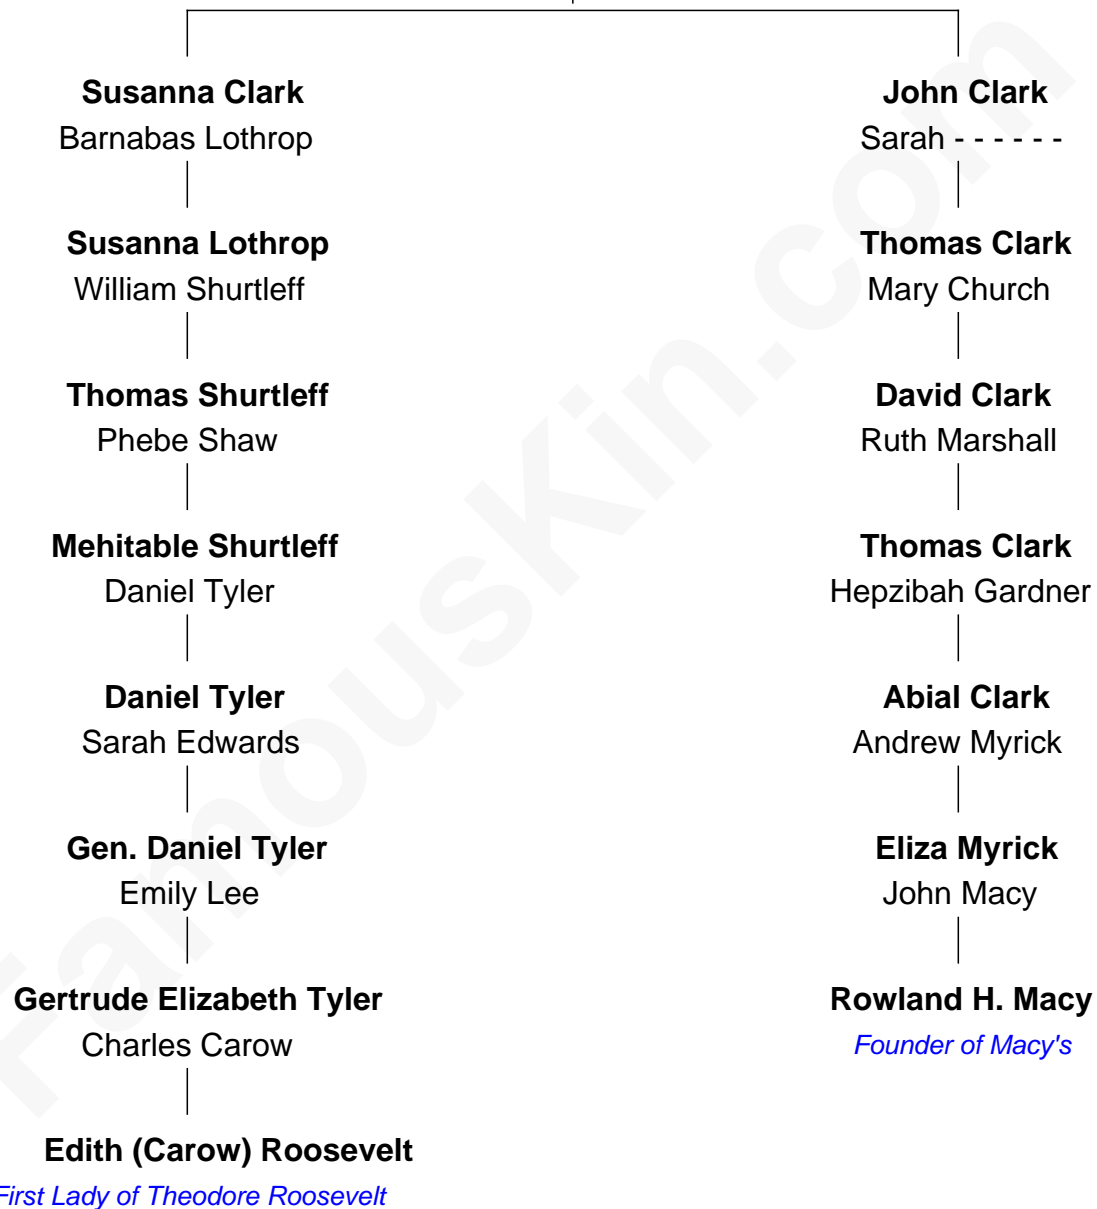 Susanna Clark
Barnabas Lothrop
Susanna Lothrop
William Shurtleff
Thomas Shurtleff
Phebe Shaw
Mehitable Shurtleff
Daniel Tyler
Daniel Tyler
Sarah Edwards
Gen. Daniel Tyler
Emily Lee
Gertrude Elizabeth Tyler
Charles Carow
Edith (Carow) Roosevelt
First Lady of Theodore Roosevelt
John Clark
Sarah - - - - - -
Thomas Clark
Mary Church
David Clark
Ruth Marshall
Thomas Clark
Hepzibah Gardner
Abial Clark
Andrew Myrick
Eliza Myrick
John Macy
Rowland H. Macy
Founder of Macy's
FamousKin.com